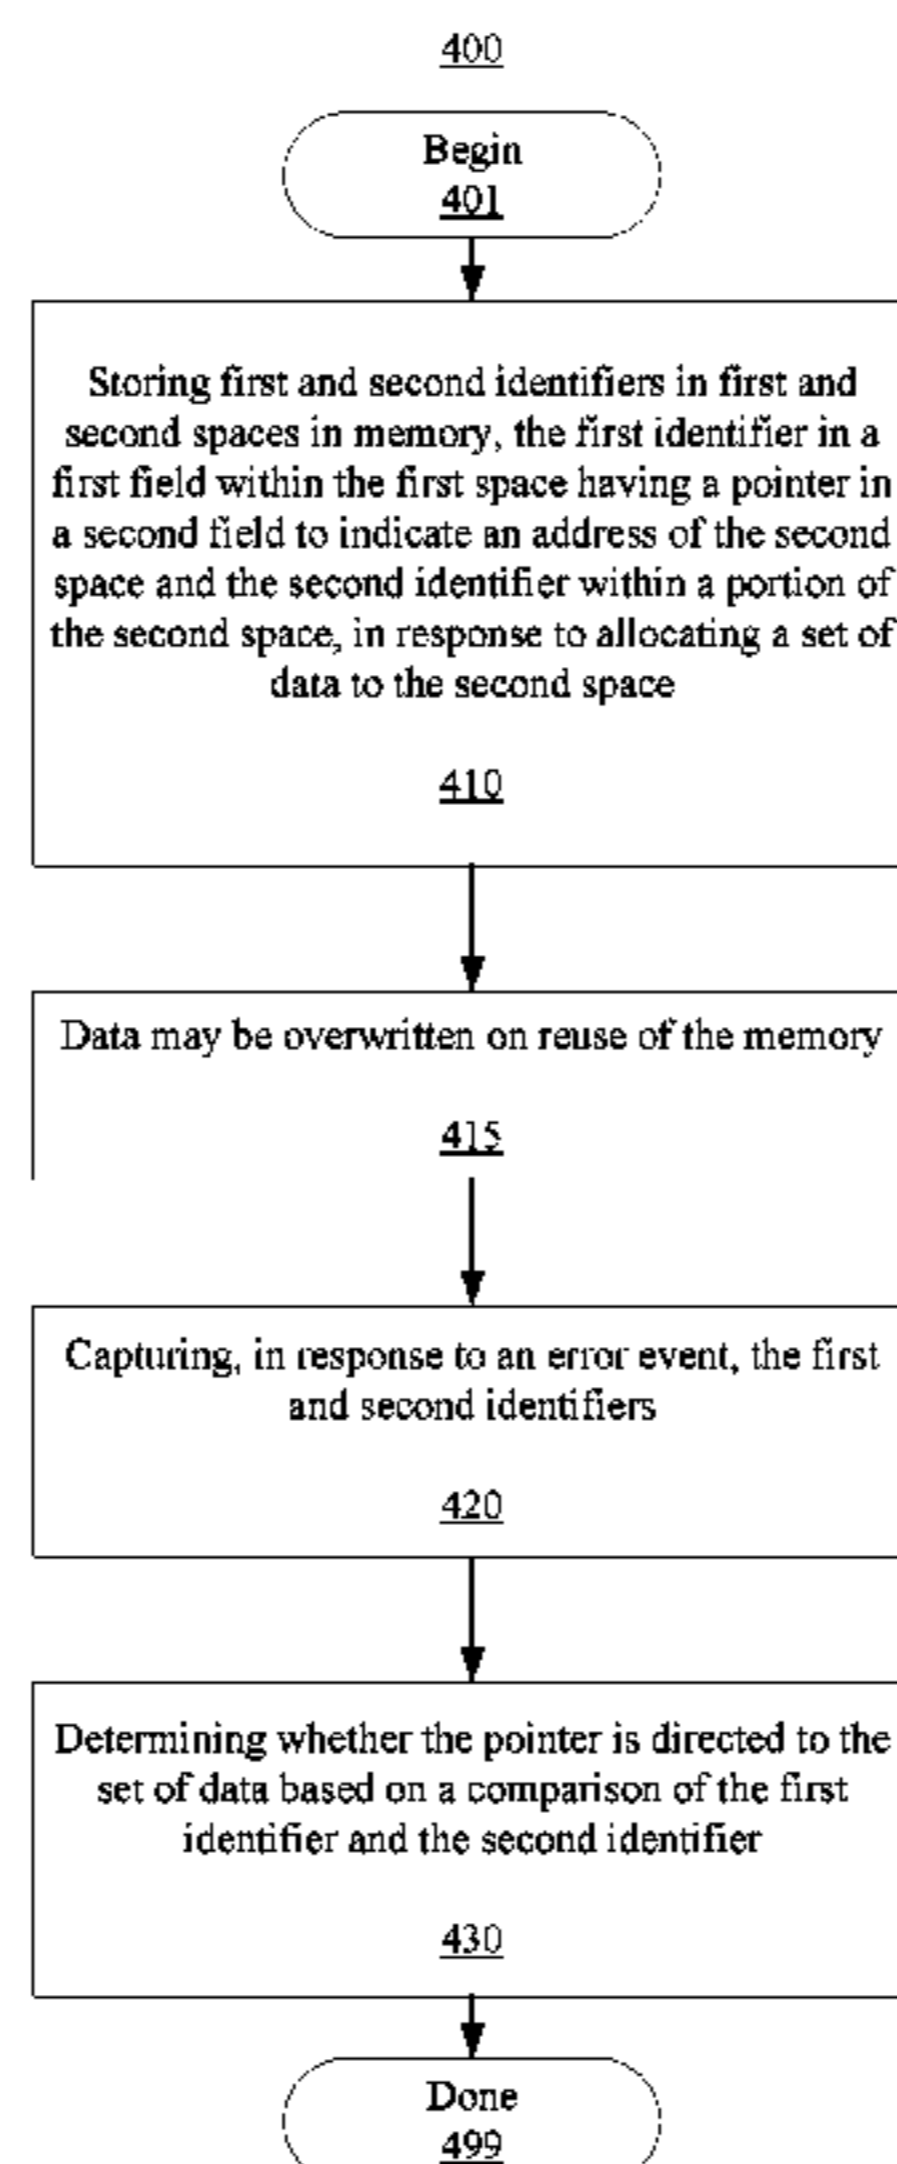 400
Begin
401
Storing first and second identifiers in first and
second spaces in memory, the first identifier in a
first field within the first space having a pointer in
a second field to indicate an address of the second
space and the second identifier within a portion of
the second space, in response to allocating a set of
data to the second space
410
Data may be overwritten on reuse of the memory
415
Capturing, in response to an error event, the first
and second identifiers
420
Determining whether the pointer is directed to the
set of data based on a comparison of the first
identifier and the second identifier
430
Done
499